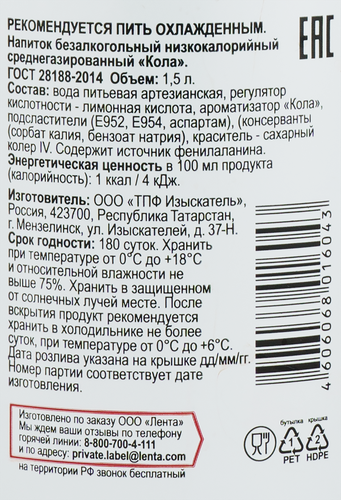 РЕКОМЕНДУЕТСЯ ПИТЬ ОХЛАЖДЕННЫМ.
Напиток безалкогольный низкокалорийный
среднегазированный «Кола».
ГОСТ 28188-2014 Объем: 1,5 л.
Состав: вода питьевая артезианская, регулятор
кислотности - лимонная кислота, ароматизатор «Кола»,
подсластители (Е952, Е954, аспартам), (консерванты
(сорбат калия, бензоат натрия), краситель - сахарный
колер IV. Содержит источник фенилаланина.
Энергетическая ценность в 100 мл продукта
(калорийность): 1 ккал / 4 кДж.
Изготовитель: ООО «ТПФ Изыскатель»,
Россия, 423700, Республика Татарстан,
г. Мензелинск, ул. Изыскателей, д. 37-Н.
Срок годности: 180 суток. Хранить
при температуре от 0°С до +18°С
и относительной влажности не
выше 75%. Хранить в защищенном
от солнечных лучей месте. После
вскрытия продукт рекомендуется
хранить в холодильнике не более
суток, при температуре от 0°С до +6°С.
Дата розлива указана на крышке дд/мм/гг.
Номер партии соответствует дате
изготовления.
Изготовлено по заказу ООО «Лента»
Мы ждем ваши отзывы по телефону
горячей линии: 8-800-700-4-111
и по адресу: private.label@lenta.com
на территории РФ звонок бесплатный
ЕАС
4606068016043
бутылка крышка
1 2
PET HDPE